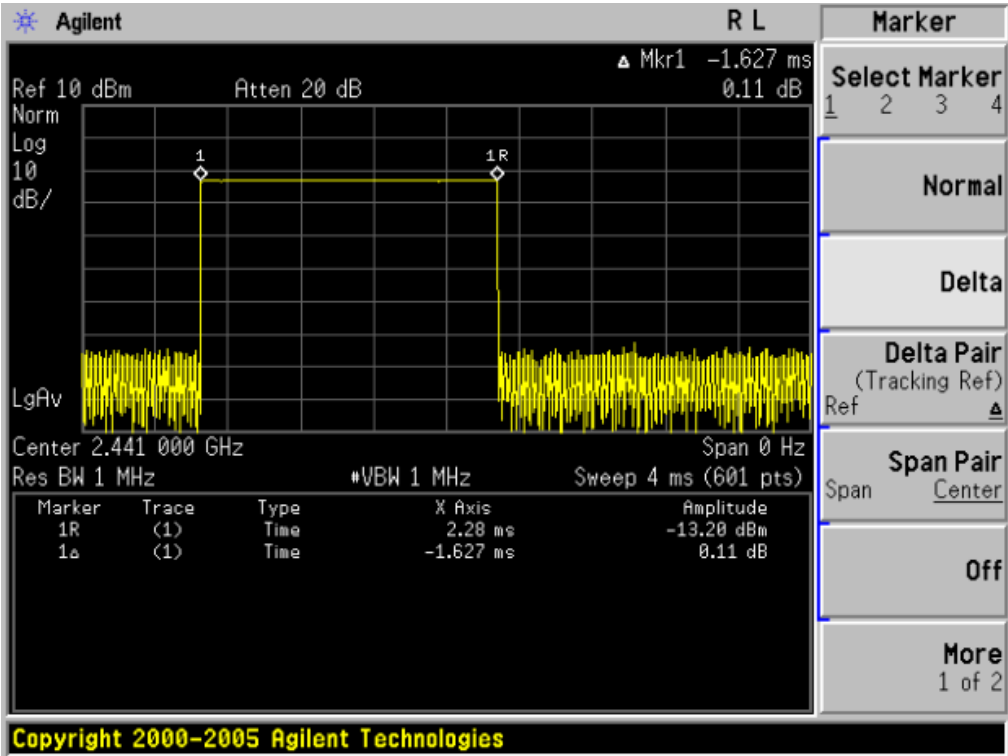 Agilent R L Marker
Δ Mkr1 -1.627 ms
Ref 10 dBm Atten 20 dB 0.11 dB
Norm
Log
10
dB/
1 1R
LgAv
Center 2.441 000 GHz Span 0 Hz
Res BW 1 MHz #VBW 1 MHz Sweep 4 ms (601 pts)
Marker Trace Type X Axis Amplitude
1R (1) Time 2.28 ms -13.20 dBm
1Δ (1) Time -1.627 ms 0.11 dB
Select Marker
1 2 3 4
Normal
Delta
Delta Pair
(Tracking Ref)
Ref Δ
Span Pair
Span Center
Off
More
1 of 2
Copyright 2000-2005 Agilent Technologies